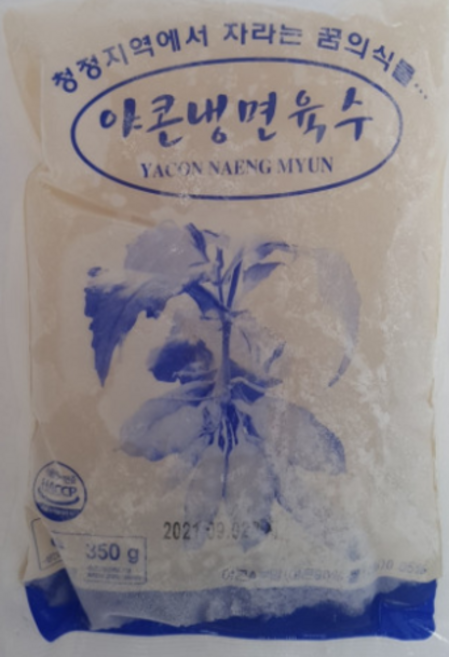 청정지역에서 자라는 꿈의식물...
야콘냉면육수
YACON NAENG MYUN
HACCP
2021.09.02
350 g